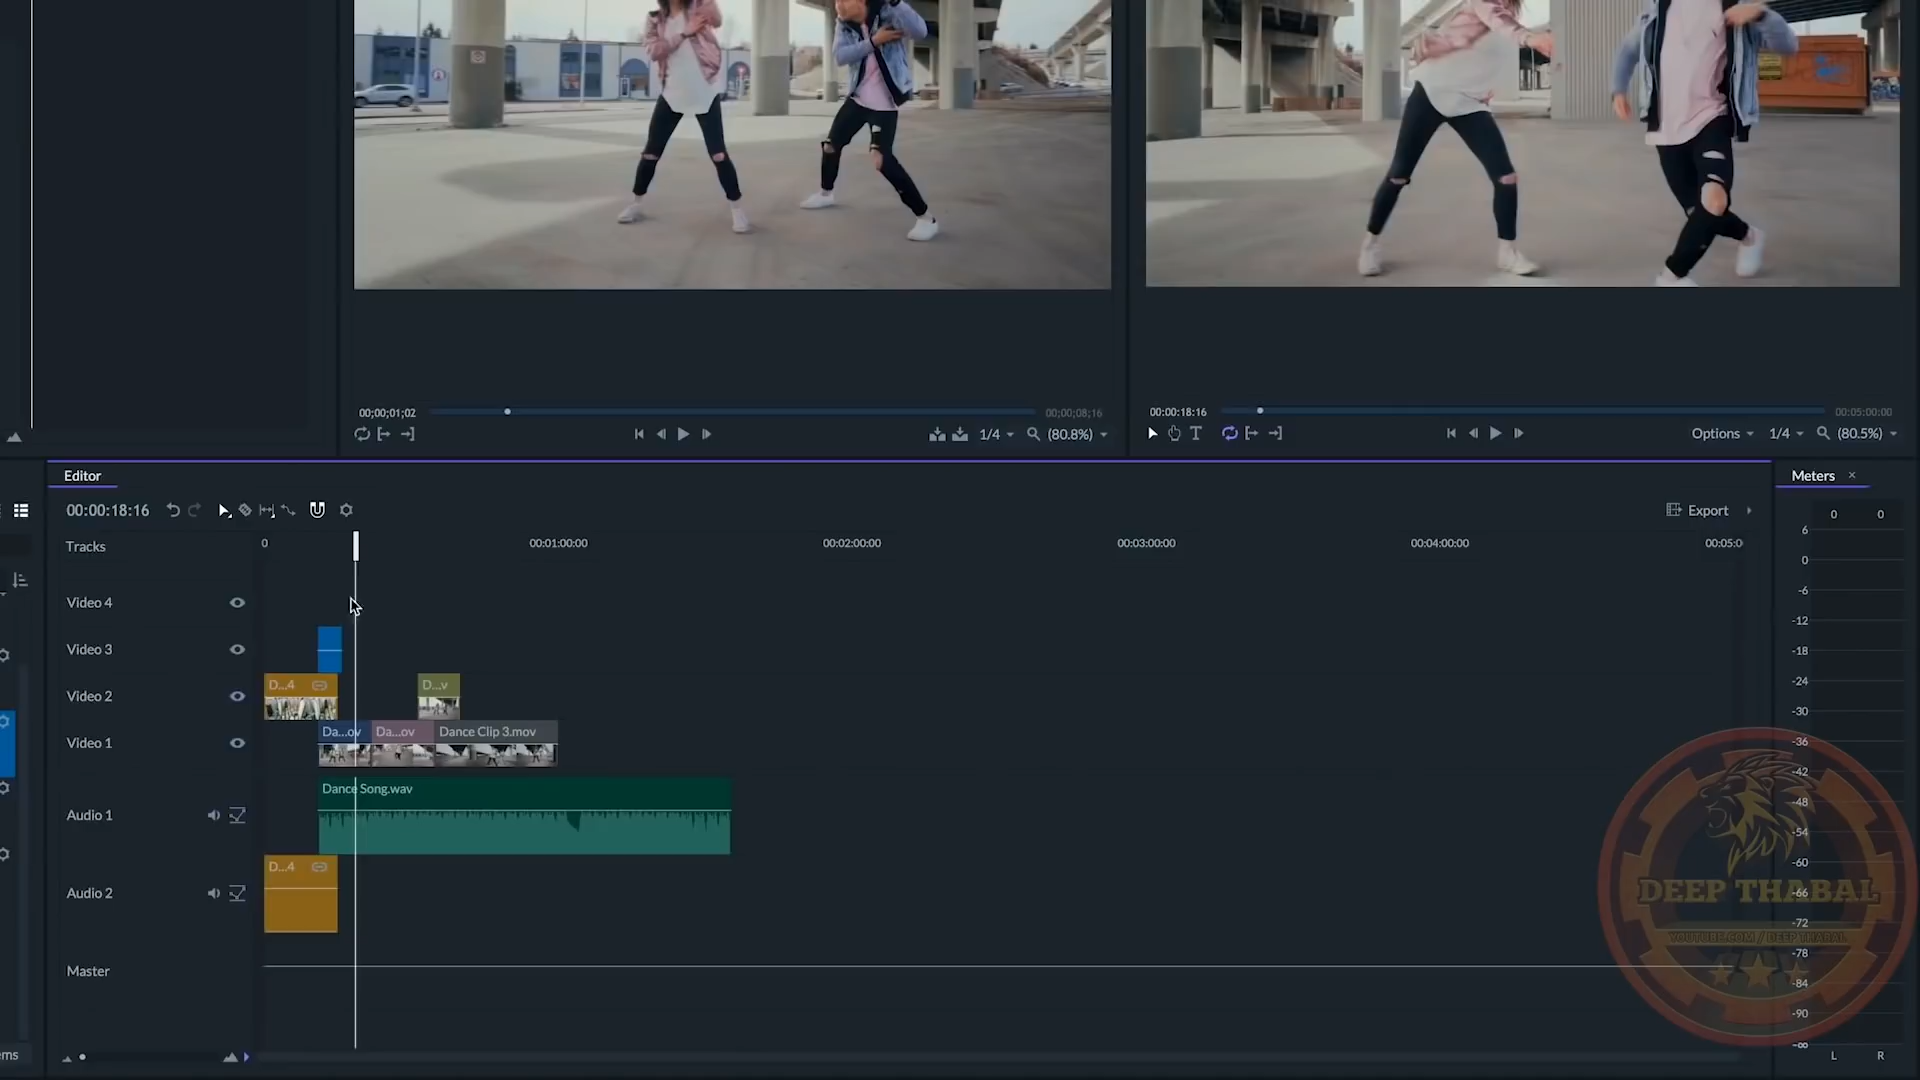 00;00;01;02
00;00;08;16
1/4
(80.8%)
00:00:18:16
00:05:00:00
Options
1/4
(80.5%)
Editor
Meters
00:00:18:16
Export
Tracks
0
00:01:00:00
00:02:00:00
00:03:00:00
00:04:00:00
00:05:0
Video 4
Video 3
Video 2
D...4
D...v
Video 1
Da...ov
Da...ov
Dance Clip 3.mov
Audio 1
Dance Song.wav
Audio 2
D...4
Master
ms
0 0
6
0
-6
-12
-18
-24
-30
-36
-42
-48
-54
-60
-66
-72
-78
-84
-90
-∞
L R
DEEP THABAL
YOUTUBE.COM / DEEP THABAL